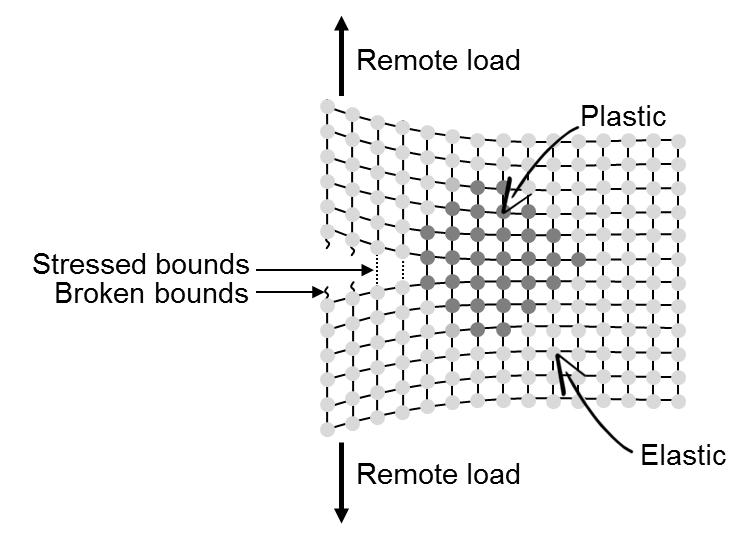 Remote load
Plastic
Stressed bounds
Broken bounds
Elastic
Remote load